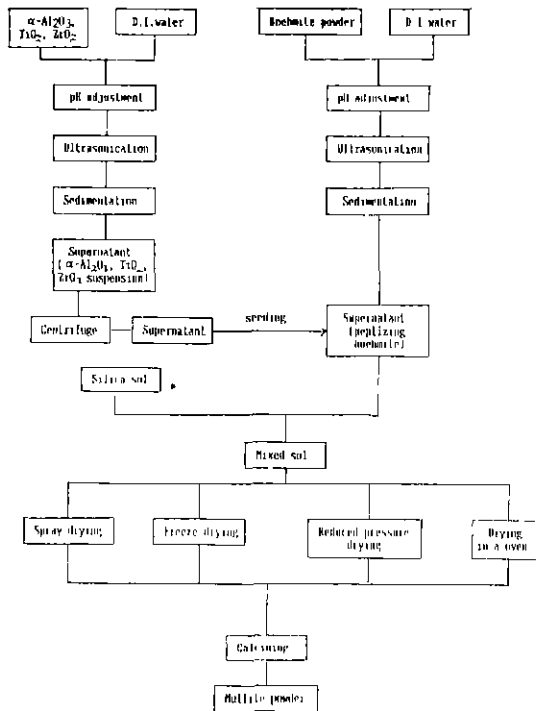 α-Al2O3,
TiO2, ZrO2
D.I.water
Boehmite powder
D.I.water
pH adjustment
pH adjustment
Ultrasonication
Ultrasonication
Sedimentation
Sedimentation
Supernatant
(α-Al2O3, TiO2,
ZrO2 suspension)
Centrifuge
Supernatant
seeding
Supernatant
(peptizing
boehmite)
Silica sol
Mixed sol
Spray drying
Freeze drying
Reduced pressure
drying
Drying
in a oven
Calcining
Mullite powder